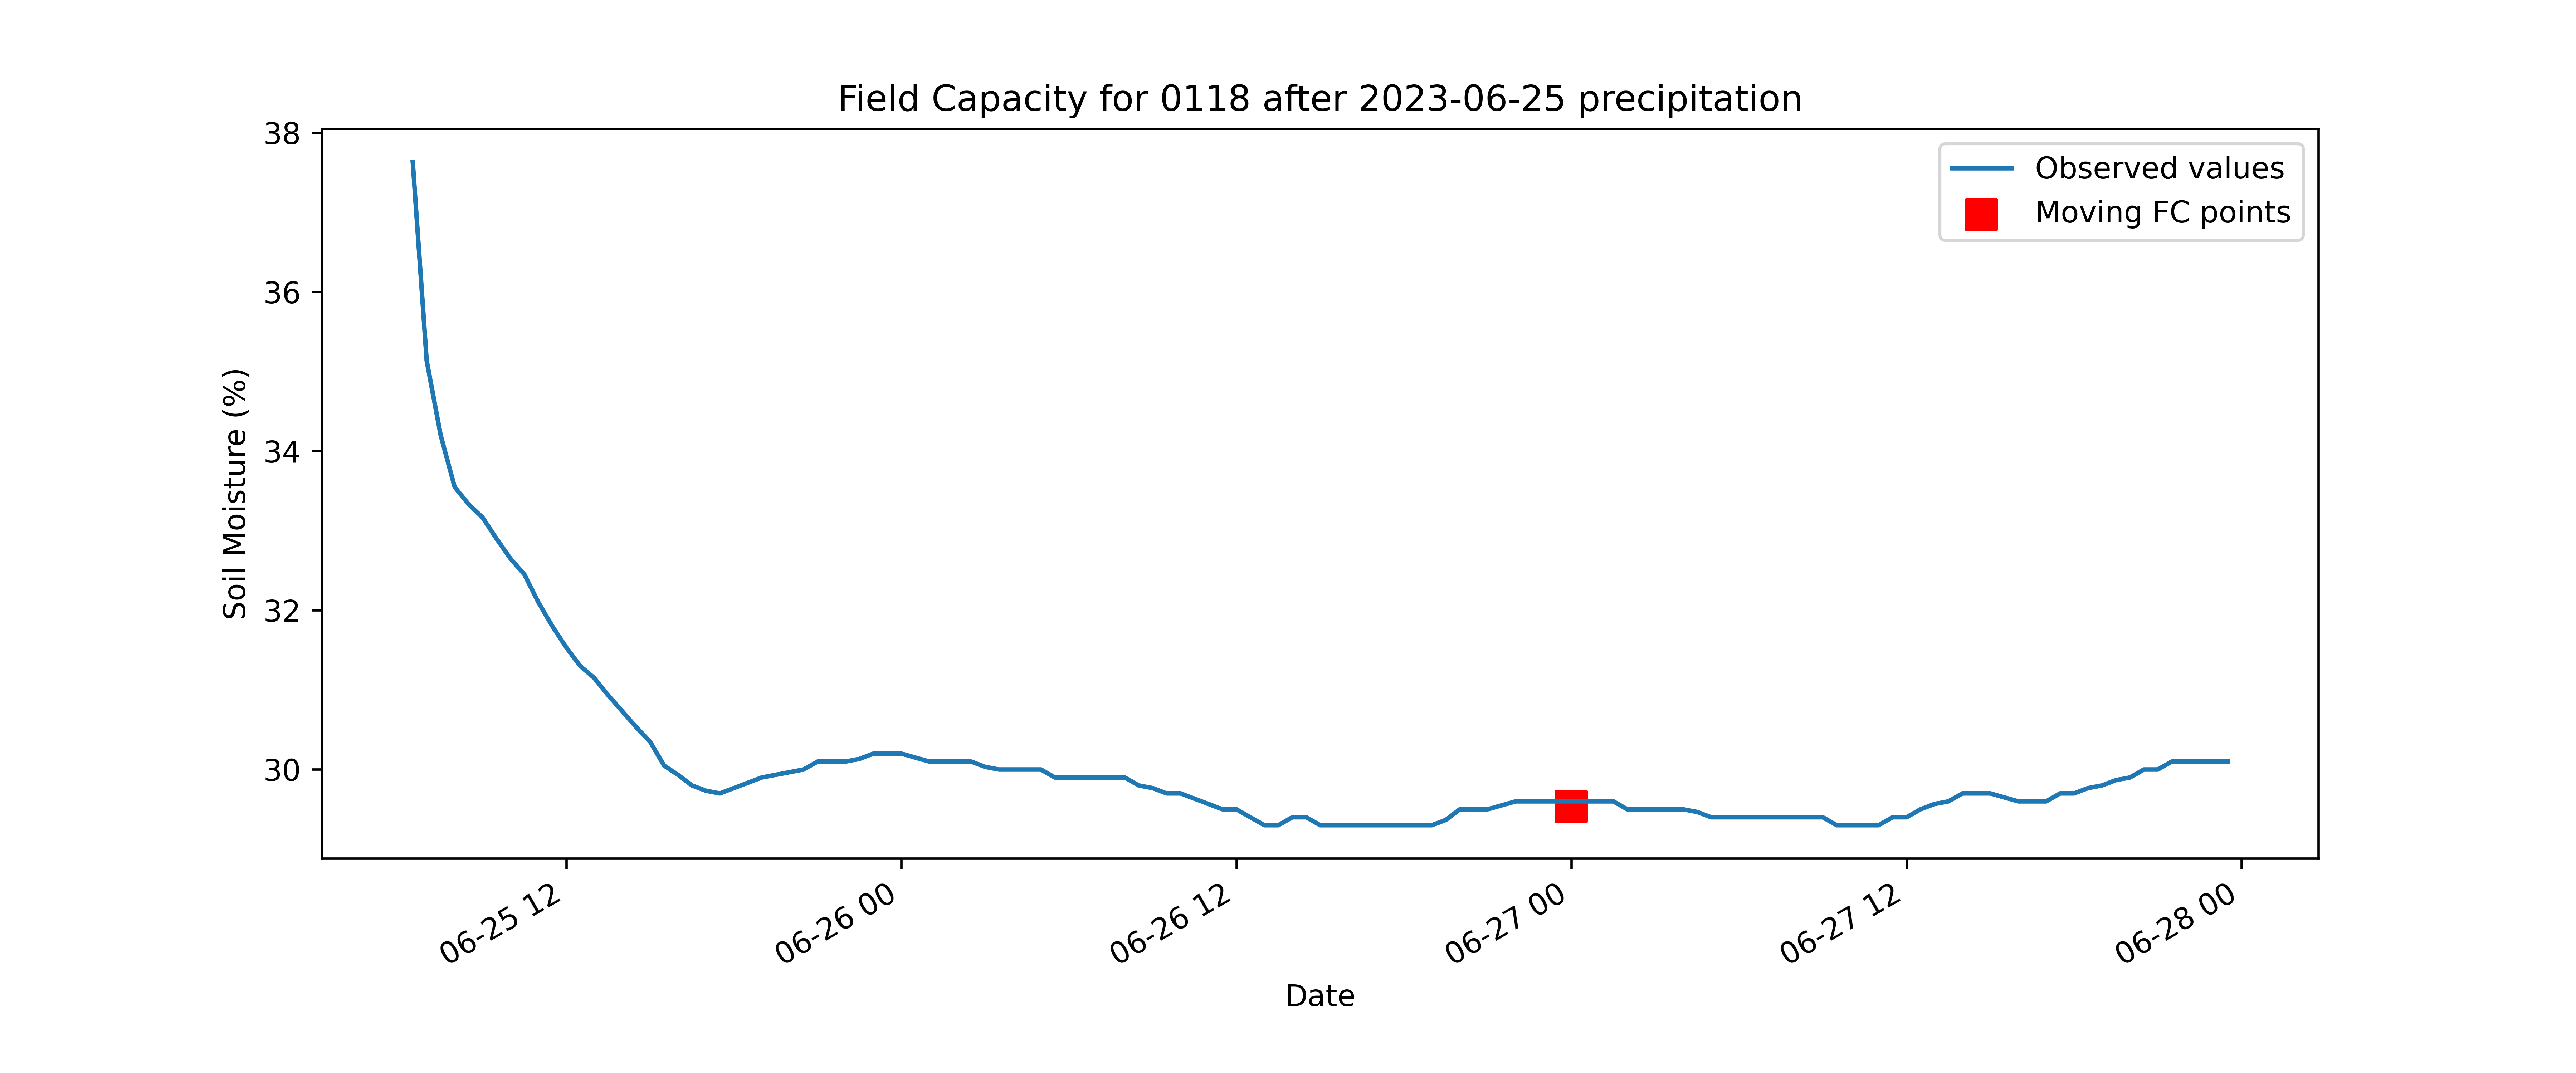 Field Capacity for 0118 after 2023-06-25 precipitation
38
36
34
32
30
Soil Moisture (%)
Observed values
Moving FC points
06-25 12
06-26 00
06-26 12
06-27 00
06-27 12
06-28 00
Date